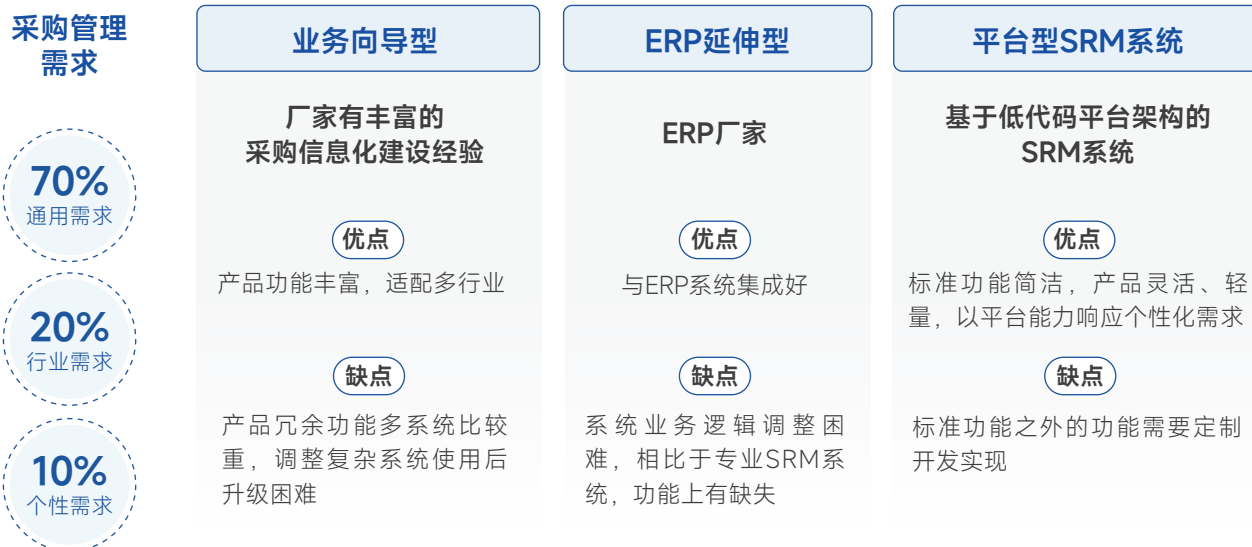 采购管理
需求
70%
通用需求
20%
行业需求
10%
个性需求
业务向导型
厂家有丰富的
采购信息化建设经验
优点
产品功能丰富，适配多行业
缺点
产品冗余功能多系统比较
重，调整复杂系统使用后
升级困难
ERP延伸型
ERP厂家
优点
与ERP系统集成好
缺点
系统业务逻辑调整困
难，相比于专业SRM系
统，功能上有缺失
平台型SRM系统
基于低代码平台架构的
SRM系统
优点
标准功能简洁，产品灵活、轻
量，以平台能力响应个性化需求
缺点
标准功能之外的功能需要定制
开发实现